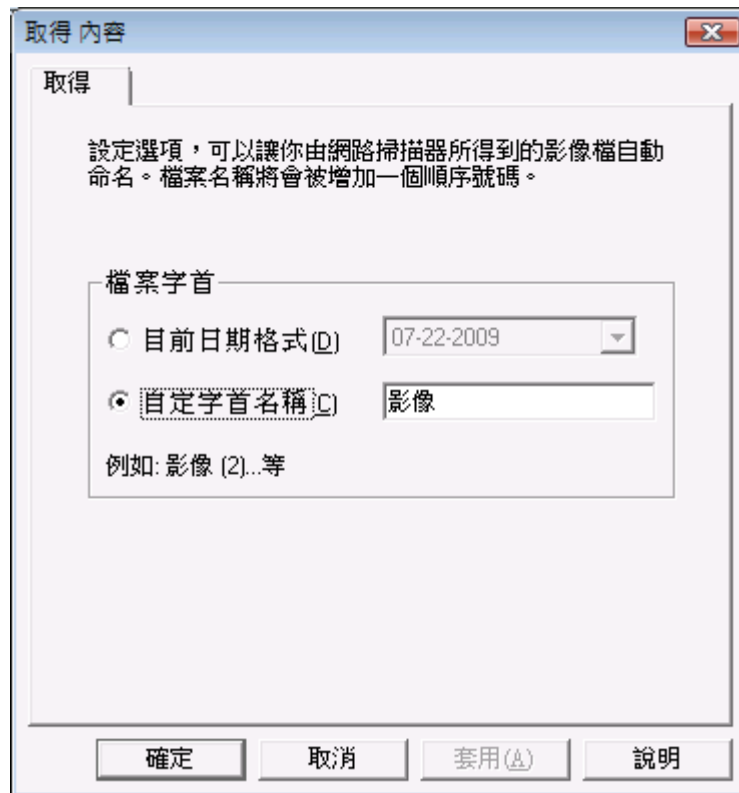 取得 內容
取得
設定選項，可以讓你由網路掃描器所得到的影像檔自動
命名。檔案名稱將會被增加一個順序號碼。
檔案字首
目前日期格式(D) 07-22-2009
自定字首名稱(C) 影像
例如: 影像 (2)...等
確定 取消 套用(A) 說明